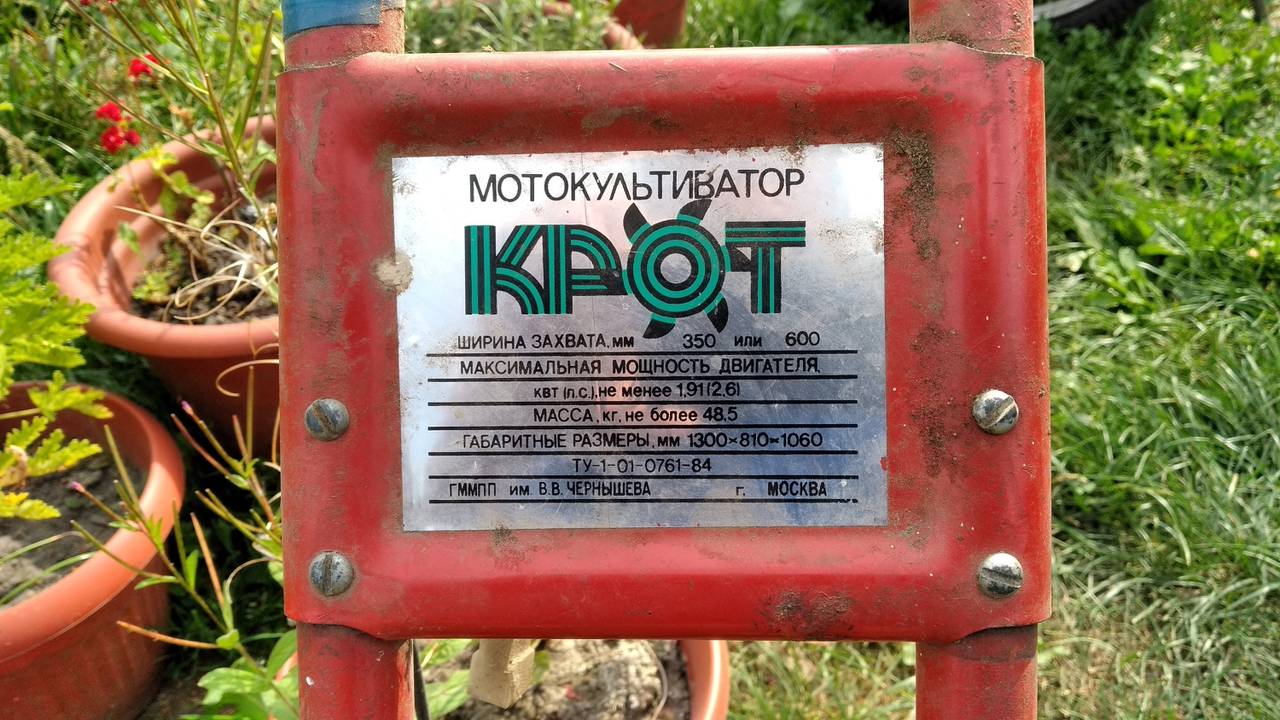 МОТОКУЛЬТИВАТОР
КРОТ
ШИРИНА ЗАХВАТА, мм 350 или 600
МАКСИМАЛЬНАЯ МОЩНОСТЬ ДВИГАТЕЛЯ,
квт (л.с.), не менее 1,91 (2,6)
МАССА, кг, не более 48,5
ГАБАРИТНЫЕ РАЗМЕРЫ, мм 1300×810×1060
ТУ-1-01-0761-84
ГММПП им. В.В. ЧЕРНЫШЕВА г. МОСКВА